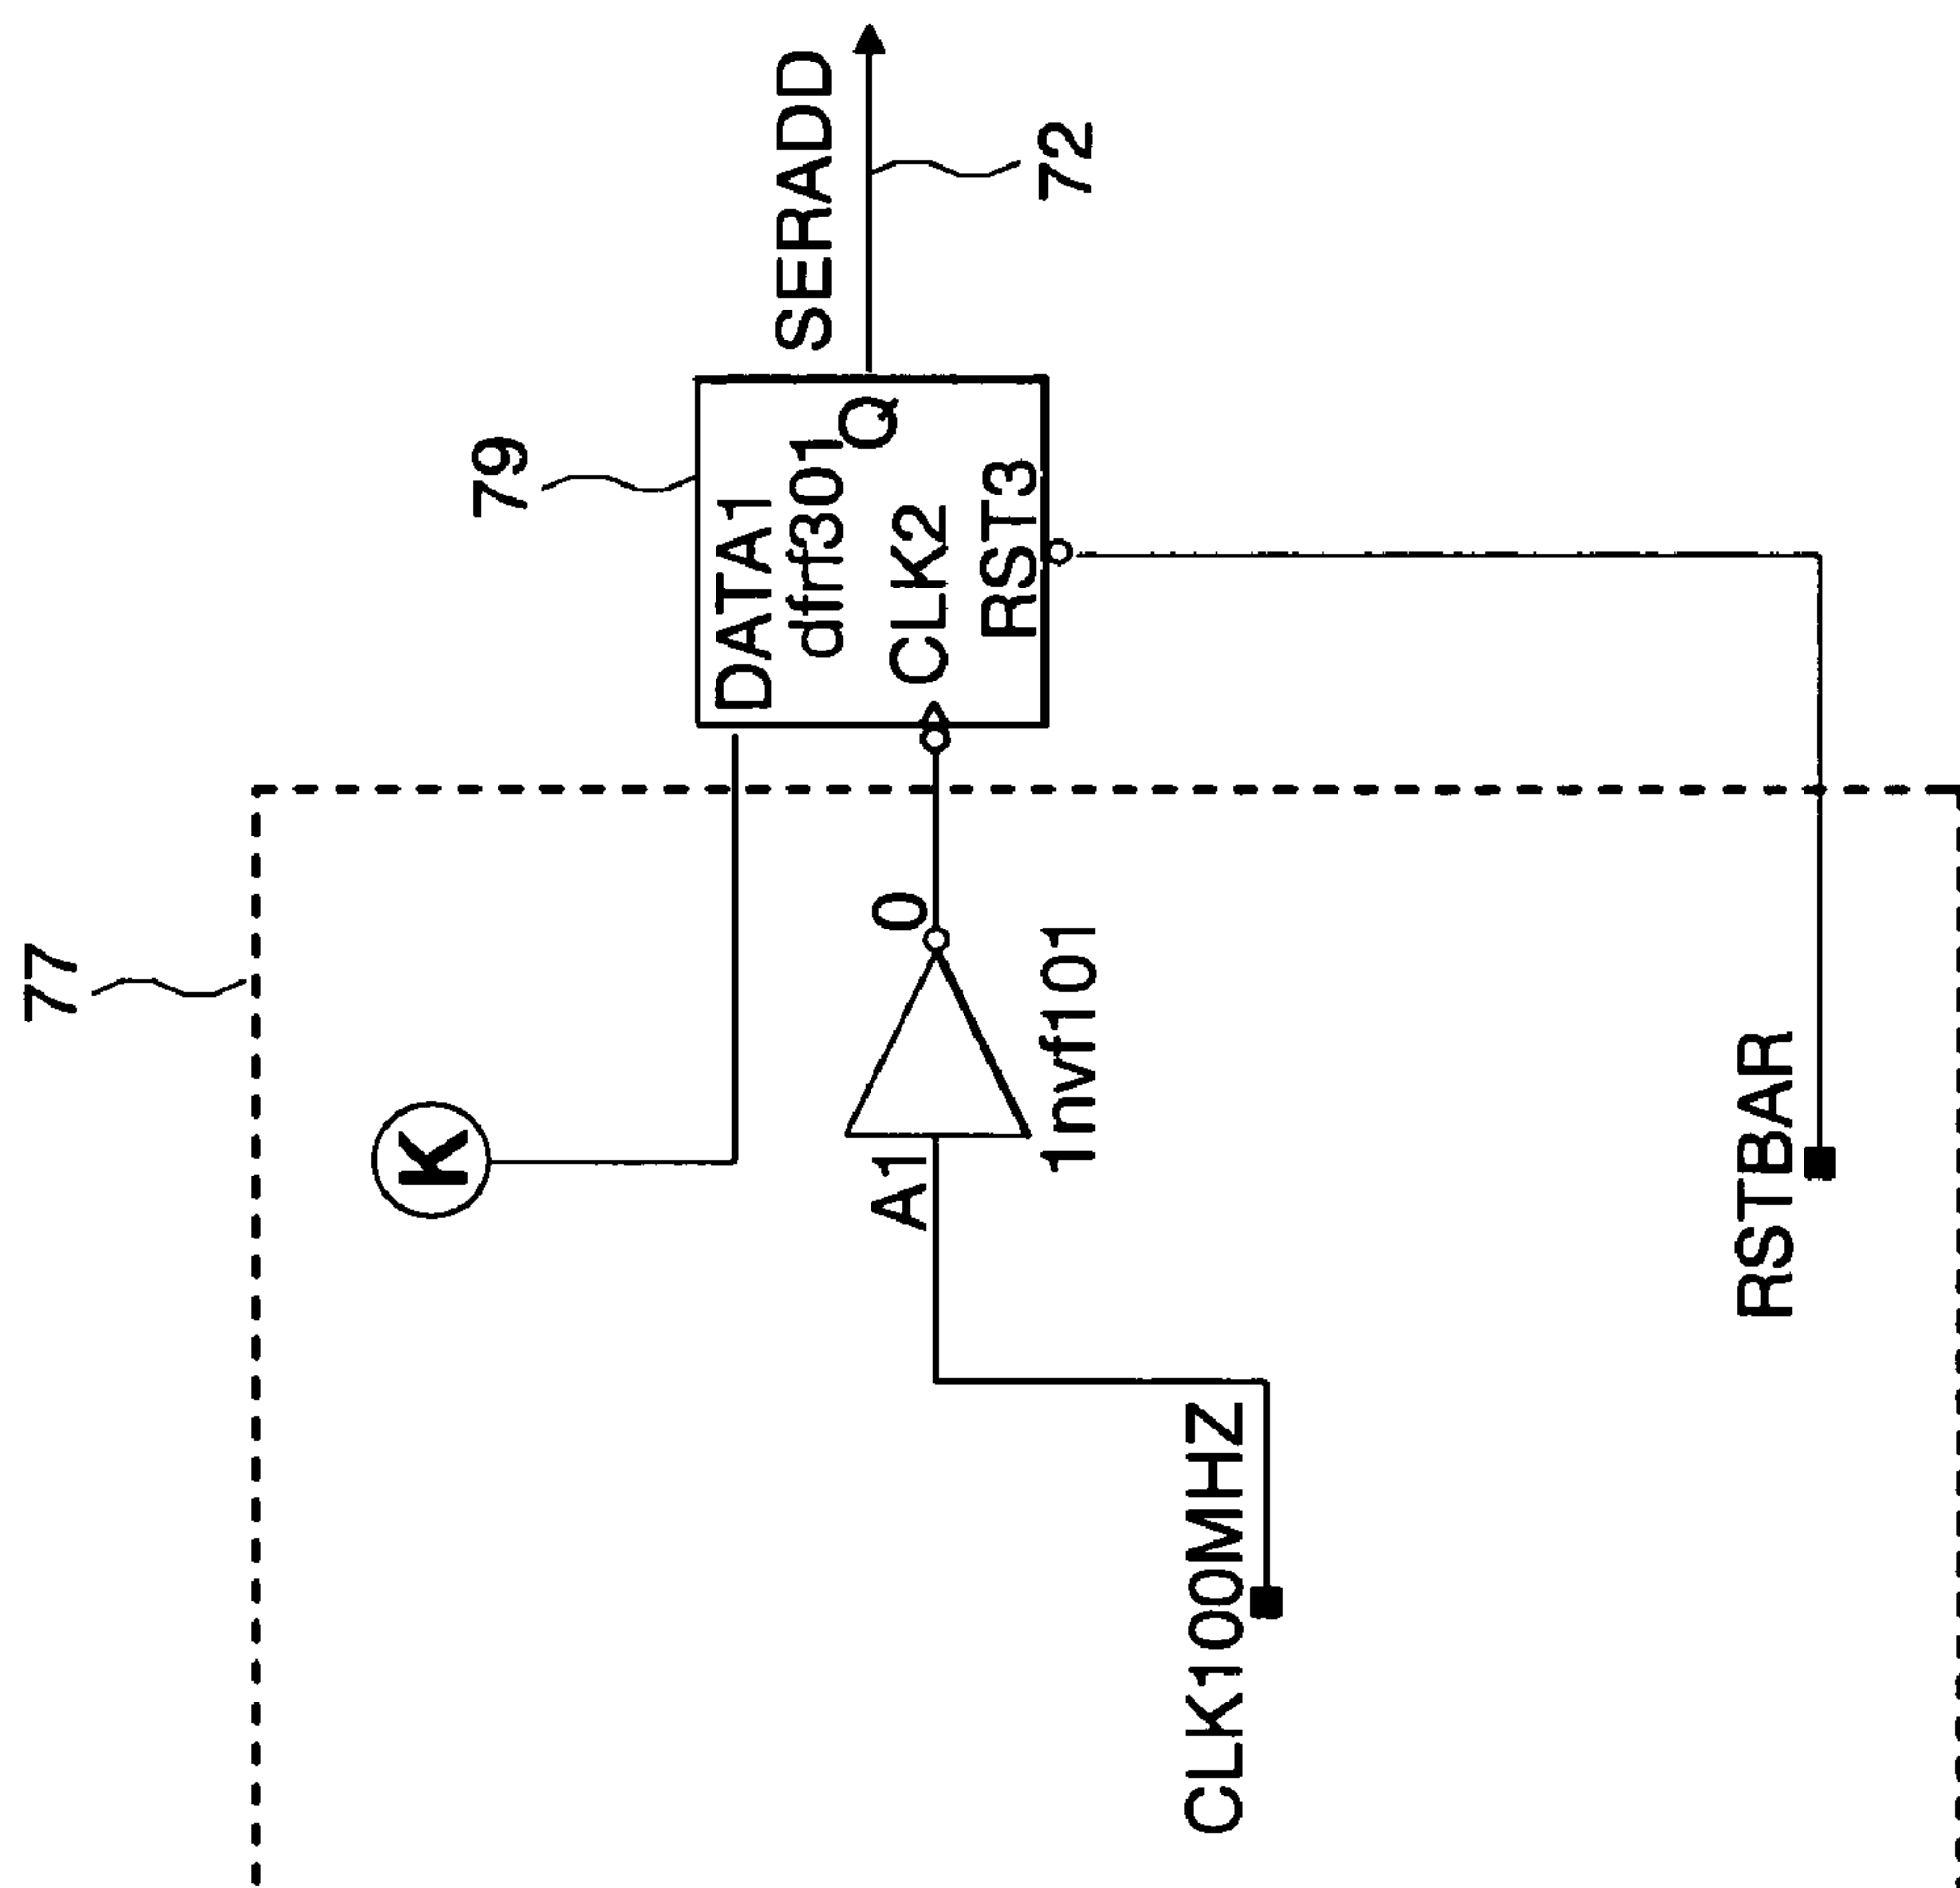 77
K
CLK100MHZ
A1
0
1nvf101
RSTBAR
79
DATA1
dfrf301
Q
CLK2
RST3
SERADD
72